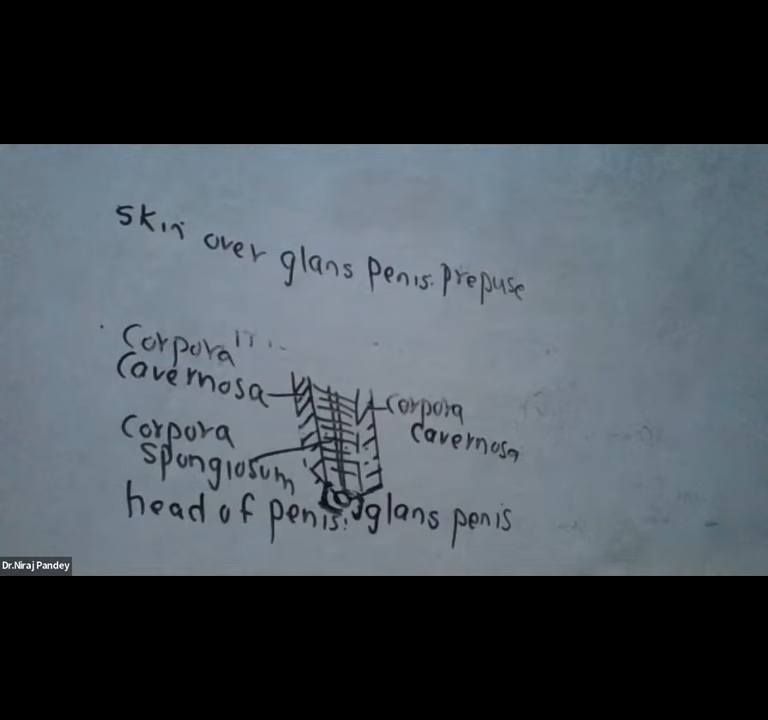 skin over glans penis. prepuse
Corpora
Cavernosa
Corpora
Cavernosa
Corpora
Spongiosum
head of penis: glans penis
Dr.Niraj Pandey